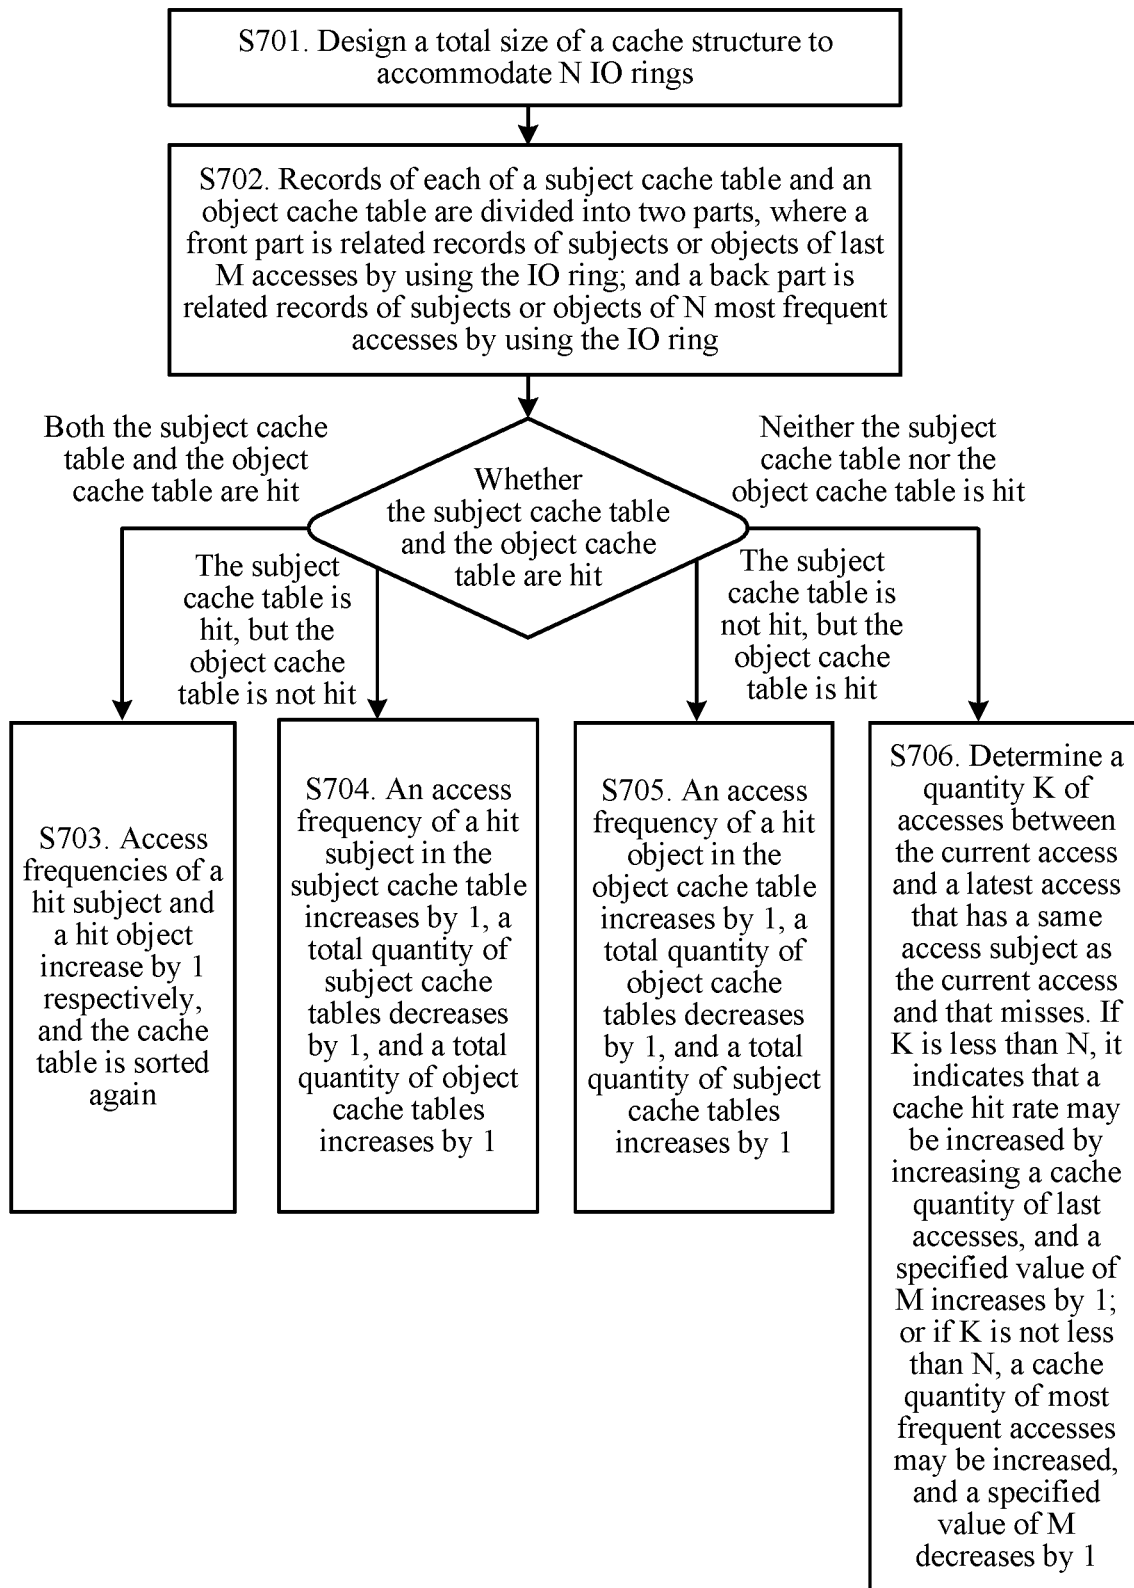 S701. Design a total size of a cache structure to
accommodate N IO rings
S702. Records of each of a subject cache table and an
object cache table are divided into two parts, where a
front part is related records of subjects or objects of last
M accesses by using the IO ring; and a back part is
related records of subjects or objects of N most frequent
accesses by using the IO ring
Both the subject cache
table and the object
cache table are hit
Whether
the subject cache table
and the object cache
table are hit
Neither the subject
cache table nor the
object cache table is hit
The subject
cache table is
hit, but the
object cache
table is not hit
The subject
cache table is
not hit, but the
object cache
table is hit
S703. Access
frequencies of a
hit subject and
a hit object
increase by 1
respectively,
and the cache
table is sorted
again
S704. An access
frequency of a hit
subject in the
subject cache table
increases by 1, a
total quantity of
subject cache
tables decreases
by 1, and a total
quantity of object
cache tables
increases by 1
S705. An access
frequency of a hit
object in the
object cache table
increases by 1, a
total quantity of
object cache
tables decreases
by 1, and a total
quantity of subject
cache tables
increases by 1
S706. Determine a
quantity K of
accesses between
the current access
and a latest access
that has a same
access subject as
the current access
and that misses. If
K is less than N, it
indicates that a
cache hit rate may
be increased by
increasing a cache
quantity of last
accesses, and a
specified value of
M increases by 1;
or if K is not less
than N, a cache
quantity of most
frequent accesses
may be increased,
and a specified
value of M
decreases by 1